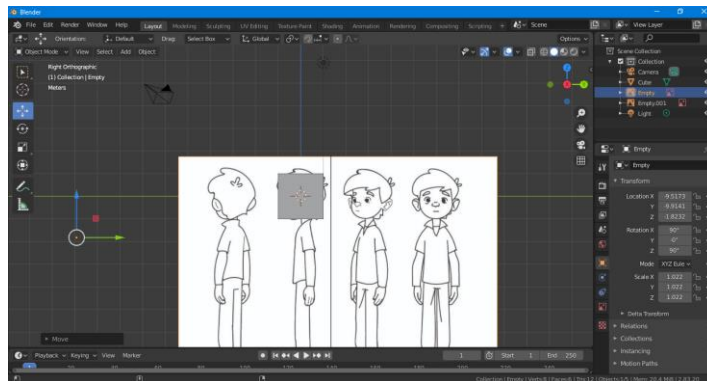 Blender
File Edit Render Window Help Layout Modeling Sculpting UV Editing Texture Paint Shading Animation Rendering Compositing Scripting + Scene View Layer
Orientation: Default Drag: Select Box Global Options
Object Mode View Select Add Object
Right Orthographic
(1) Collection | Empty
Meters
Scene Collection
Collection
Camera
Cube
Empty
Empty.001
Light
Empty
Empty
Transform
Location X -9.5173
Y -9.9141
Z -1.8232
Rotation X 90°
Y -0°
Z 90°
Mode XYZ Eule
Scale X 1.022
Y 1.022
Z 1.022
Delta Transform
Relations
Collections
Instancing
Motion Paths
Move
Playback Keying View Marker 1 Start 1 End 250